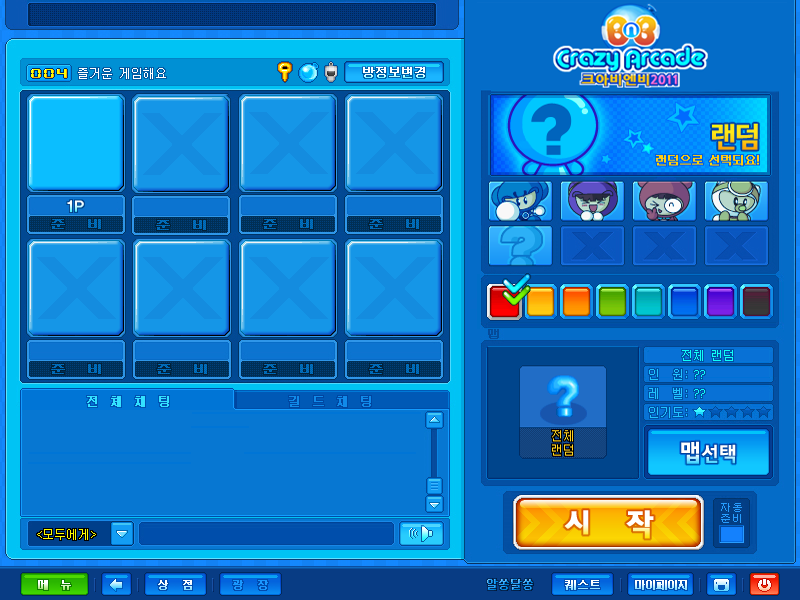 BnB
Crazy Arcade
크아비엔비2011
004 즐거운 게임해요
방정보변경
?
랜덤
랜덤으로 선택되요!
1P
준 비
준 비
준 비
준 비
준 비
준 비
준 비
준 비
?
맵
전체 랜덤
인 원: ??
레 벨: ??
인기도:
?
전체
랜덤
맵선택
전 체 채 팅
길 드 채 팅
시 작
자동
준비
<모두에게>
메 뉴
상 점
광 장
알쏭달쏭
퀘스트
마이페이지